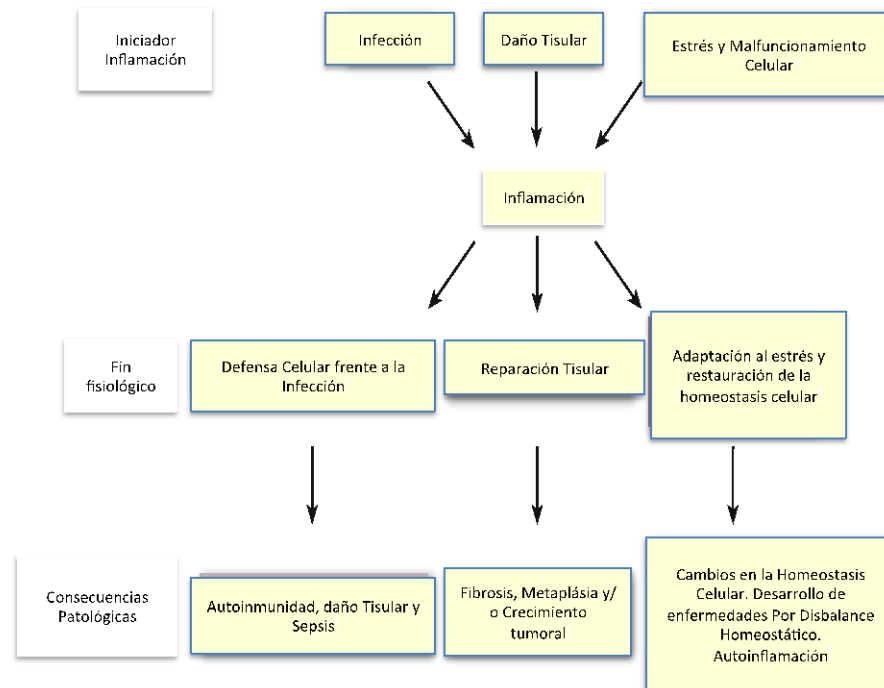 Iniciador
Inflamación
Infección
Daño Tisular
Estrés y Malfuncionamiento
Celular
Inflamación
Fin
fisiológico
Defensa Celular frente a la
Infección
Reparación Tisular
Adaptación al estrés y
restauración de la
homeostasis celular
Consecuencias
Patológicas
Autoinmunidad, daño Tisular y
Sepsis
Fibrosis, Metaplásia y/
o Crecimiento
tumoral
Cambios en la Homeostasis
Celular. Desarrollo de
enfermedades Por Disbalance
Homeostático.
Autoinflamación